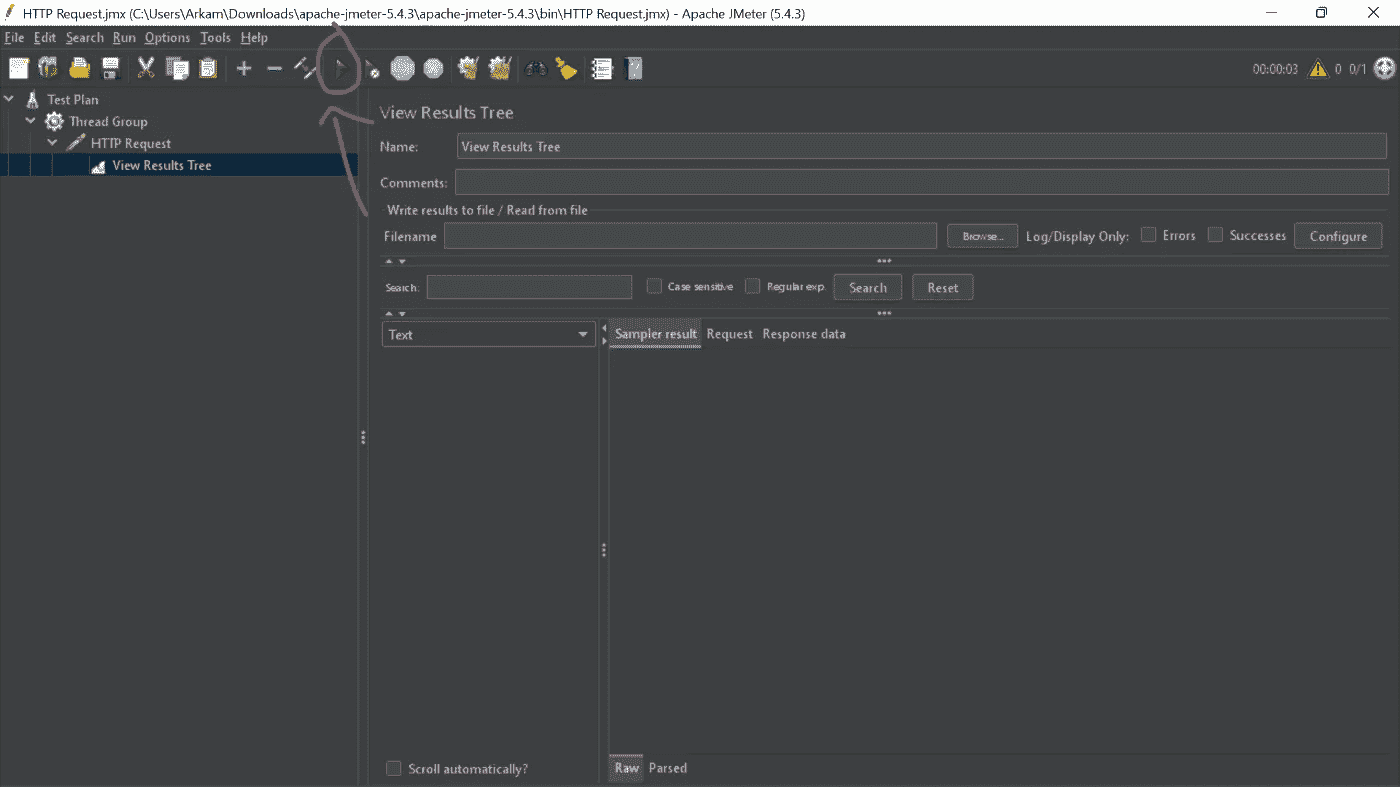 HTTP Request.jmx (C:\Users\Arkam\Downloads\apache-jmeter-5.4.3\apache-jmeter-5.4.3\bin\HTTP Request.jmx) - Apache JMeter (5.4.3)
File Edit Search Run Options Tools Help
00:00:03 0 0/1
Test Plan
Thread Group
HTTP Request
View Results Tree
View Results Tree
Name: View Results Tree
Comments:
Write results to file / Read from file
Filename Browse... Log/Display Only: Errors Successes Configure
Search: Case sensitive Regular exp. Search Reset
Text Sampler result Request Response data
Scroll automatically? Raw Parsed